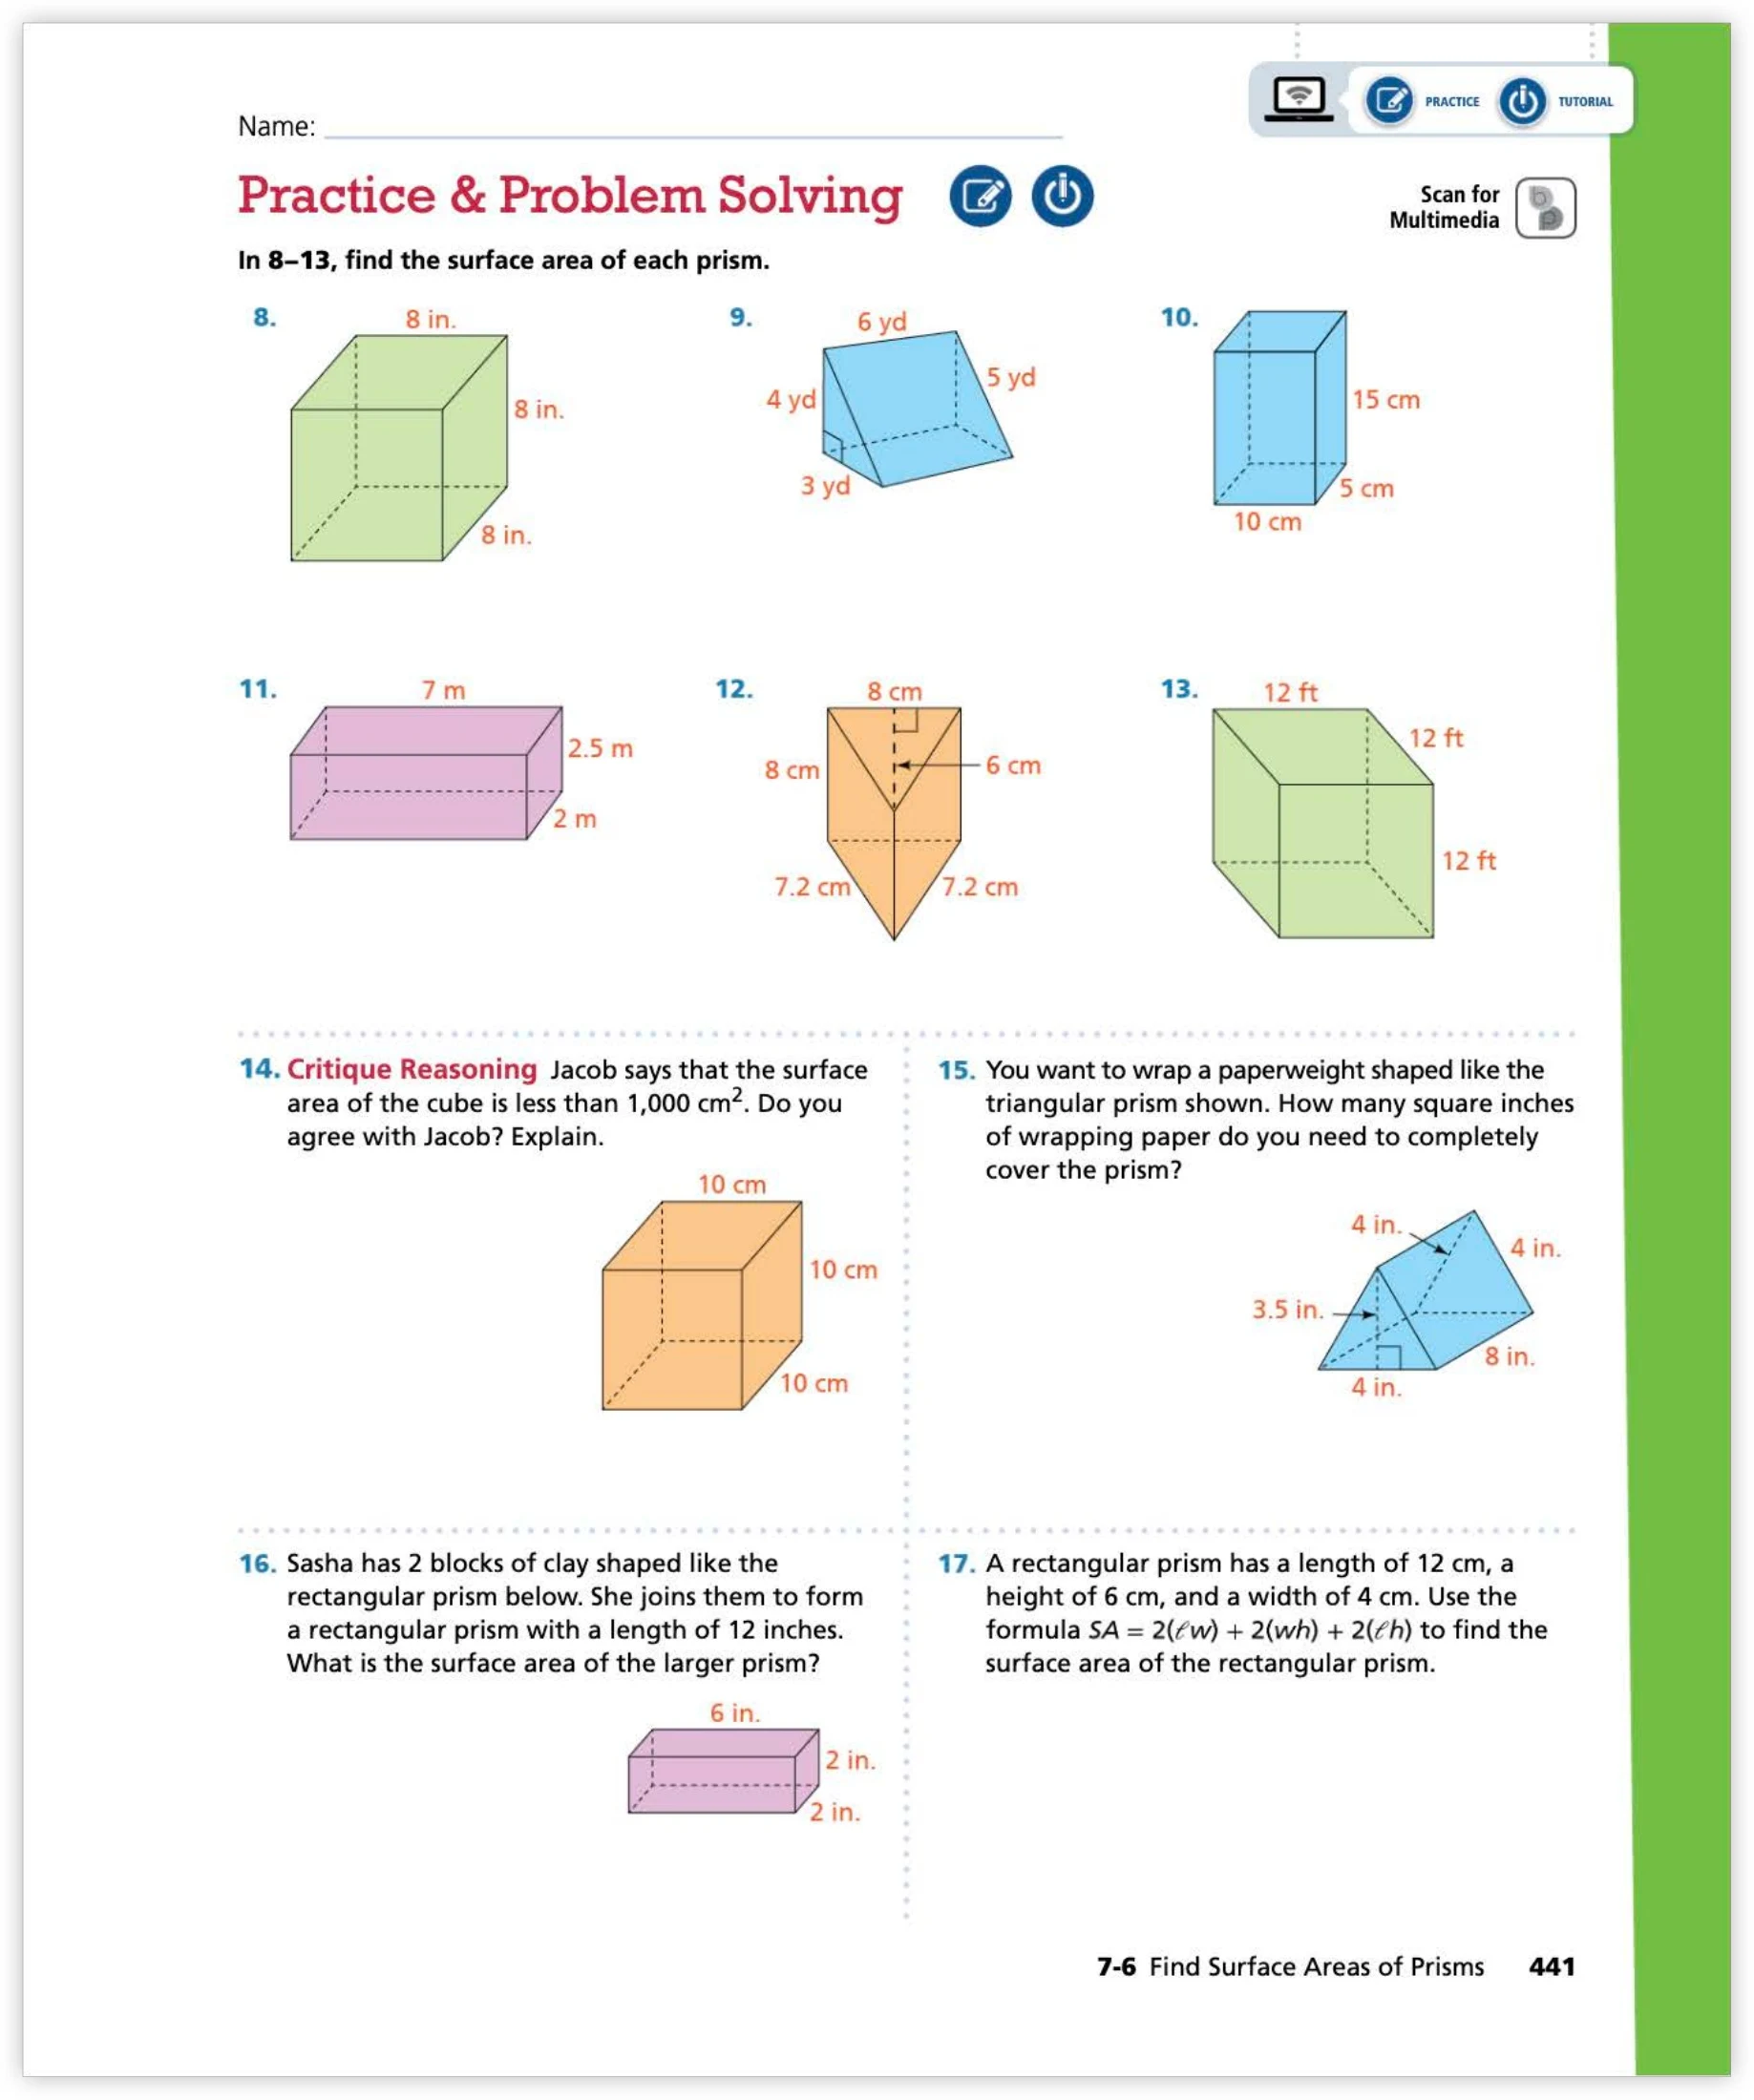 PRACTICE TUTORIAL
Name:
Practice & Problem Solving
Scan for
Multimedia
In 8–13, find the surface area of each prism.
8.
8 in.
8 in.
8 in.
9.
6 yd
5 yd
4 yd
3 yd
10.
15 cm
5 cm
10 cm
11.
7 m
2.5 m
2 m
12.
8 cm
8 cm
6 cm
7.2 cm
7.2 cm
13.
12 ft
12 ft
12 ft
14. Critique Reasoning Jacob says that the surface
area of the cube is less than 1,000 cm². Do you
agree with Jacob? Explain.
10 cm
10 cm
10 cm
15. You want to wrap a paperweight shaped like the
triangular prism shown. How many square inches
of wrapping paper do you need to completely
cover the prism?
4 in.
4 in.
3.5 in.
8 in.
4 in.
16. Sasha has 2 blocks of clay shaped like the
rectangular prism below. She joins them to form
a rectangular prism with a length of 12 inches.
What is the surface area of the larger prism?
6 in.
2 in.
2 in.
17. A rectangular prism has a length of 12 cm, a
height of 6 cm, and a width of 4 cm. Use the
formula SA = 2(ℓw) + 2(wh) + 2(ℓh) to find the
surface area of the rectangular prism.
7-6 Find Surface Areas of Prisms 441